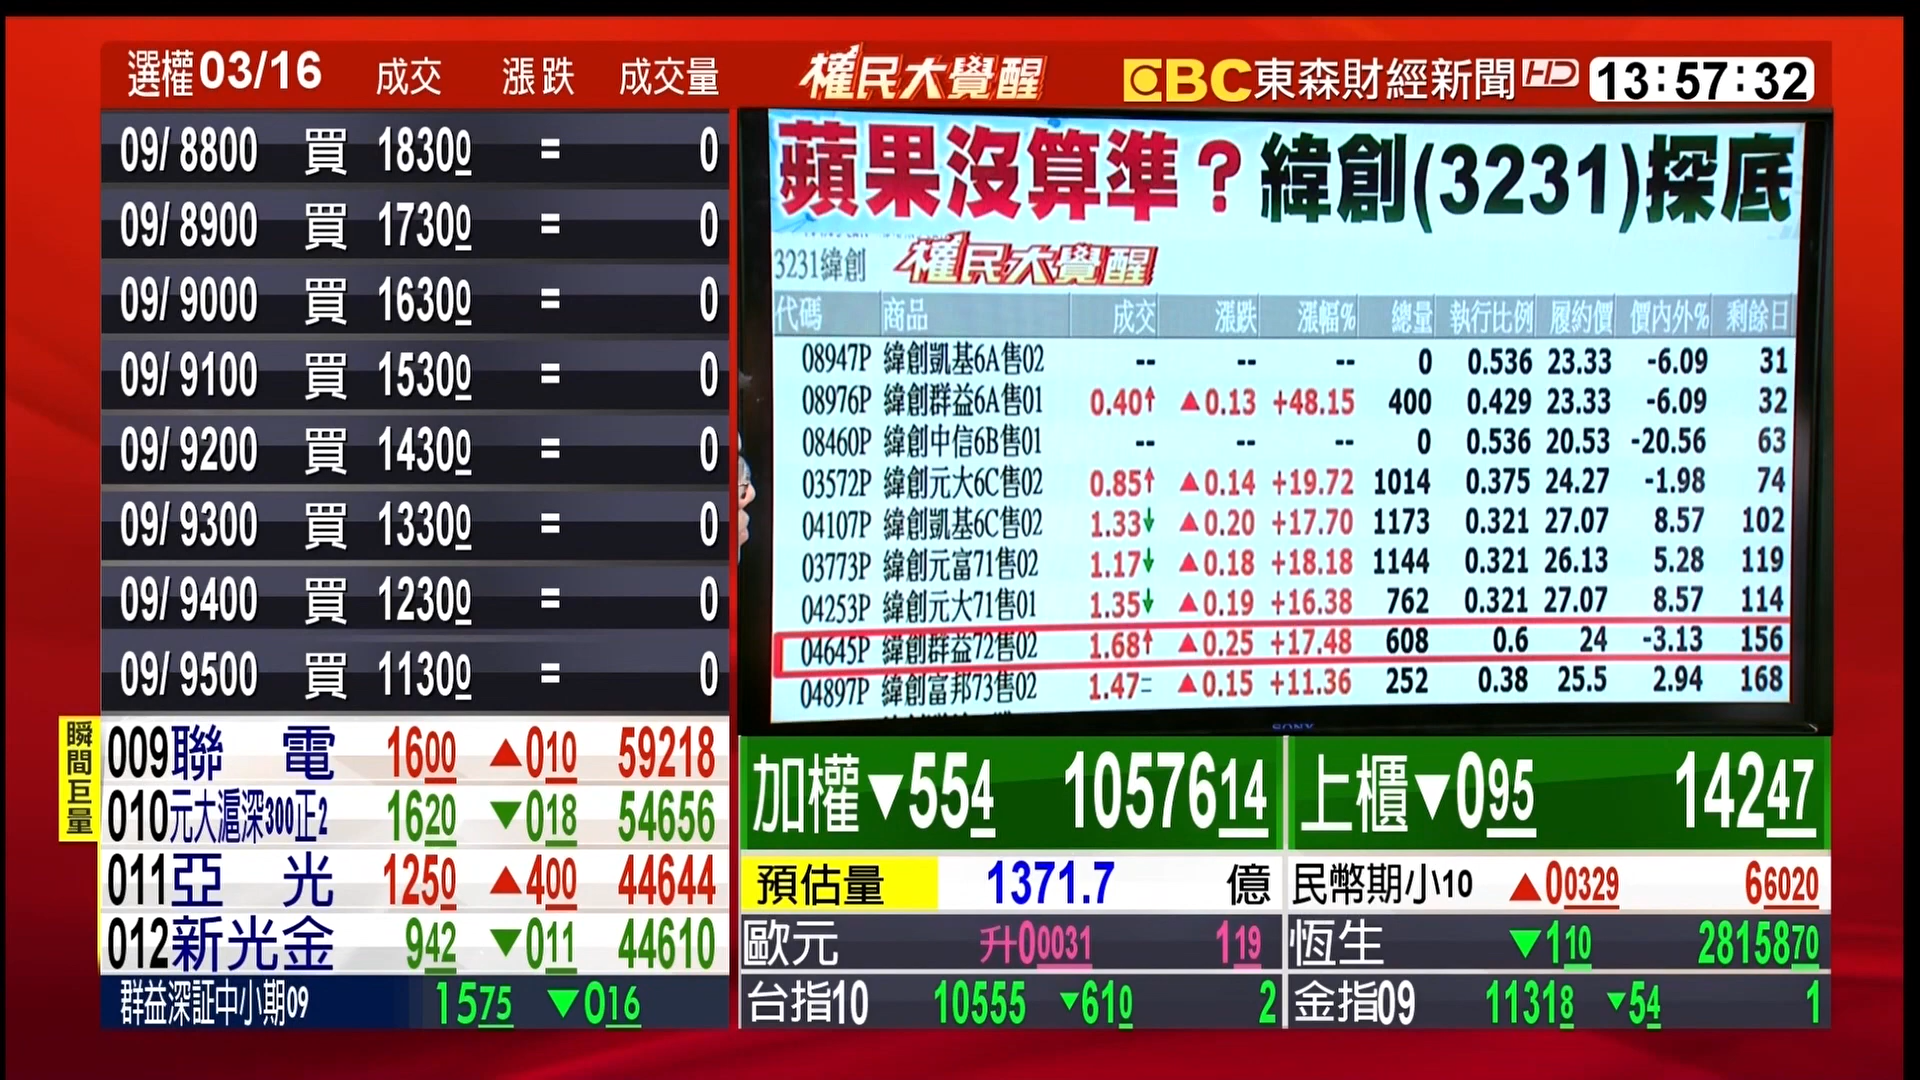 選權03/16 成交 漲跌 成交量
權民大覺醒
EBC東森財經新聞HD 13:57:32
09/ 8800 買 18300 = 0
09/ 8900 買 17300 = 0
09/ 9000 買 16300 = 0
09/ 9100 買 15300 = 0
09/ 9200 買 14300 = 0
09/ 9300 買 13300 = 0
09/ 9400 買 12300 = 0
09/ 9500 買 11300 = 0
瞬間巨量
009聯電 1600 ▲010 59218
010元大滬深300正2 1620 ▼018 54656
011亞光 1250 ▲400 44644
012新光金 942 ▼011 44610
群益深証中小期09 1575 ▼016
蘋果沒算準？緯創(3231)探底
3231緯創 權民大覺醒
代碼 商品 成交 漲跌 漲幅% 總量 執行比例 履約價 價內外% 剩餘日
08947P 緯創凱基6A售02 -- -- -- 0 0.536 23.33 -6.09 31
08976P 緯創群益6A售01 0.40↑ ▲0.13 +48.15 400 0.429 23.33 -6.09 32
08460P 緯創中信6B售01 -- -- -- 0 0.536 20.53 -20.56 63
03572P 緯創元大6C售02 0.85↑ ▲0.14 +19.72 1014 0.375 24.27 -1.98 74
04107P 緯創凱基6C售02 1.33↓ ▲0.20 +17.70 1173 0.321 27.07 8.57 102
03773P 緯創元富71售02 1.17↓ ▲0.18 +18.18 1144 0.321 26.13 5.28 119
04253P 緯創元大71售01 1.35↓ ▲0.19 +16.38 762 0.321 27.07 8.57 114
04645P 緯創群益72售02 1.68↑ ▲0.25 +17.48 608 0.6 24 -3.13 156
04897P 緯創富邦73售02 1.47= ▲0.15 +11.36 252 0.38 25.5 2.94 168
SONY
加權▼554 1057614
上櫃▼095 14247
預估量 1371.7 億
民幣期小10 ▲00329 66020
歐元 升00031 119
恆生 ▼110 2815870
台指10 10555 ▼610 2
金指09 11318 ▼54 1